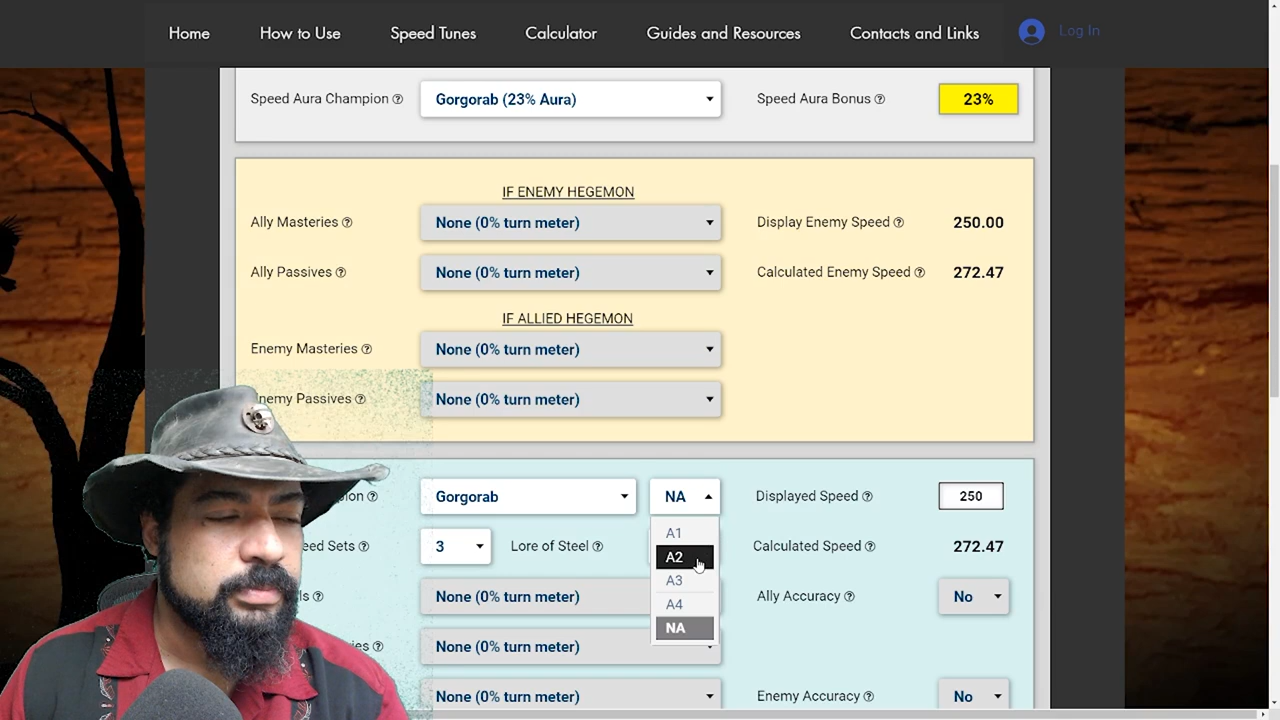 Home How to Use Speed Tunes Calculator Guides and Resources Contacts and Links Log In
Speed Aura Champion Gorgorab (23% Aura) Speed Aura Bonus 23%
IF ENEMY HEGEMON
Ally Masteries None (0% turn meter) Display Enemy Speed 250.00
Ally Passives None (0% turn meter) Calculated Enemy Speed 272.47
IF ALLIED HEGEMON
Enemy Masteries None (0% turn meter)
Enemy Passives None (0% turn meter)
Gorgorab NA Displayed Speed 250
A1
Sets 3 Lore of Steel Calculated Speed 272.47
A2
A3
None (0% turn meter) Ally Accuracy No
A4
NA
None (0% turn meter)
None (0% turn meter) Enemy Accuracy No